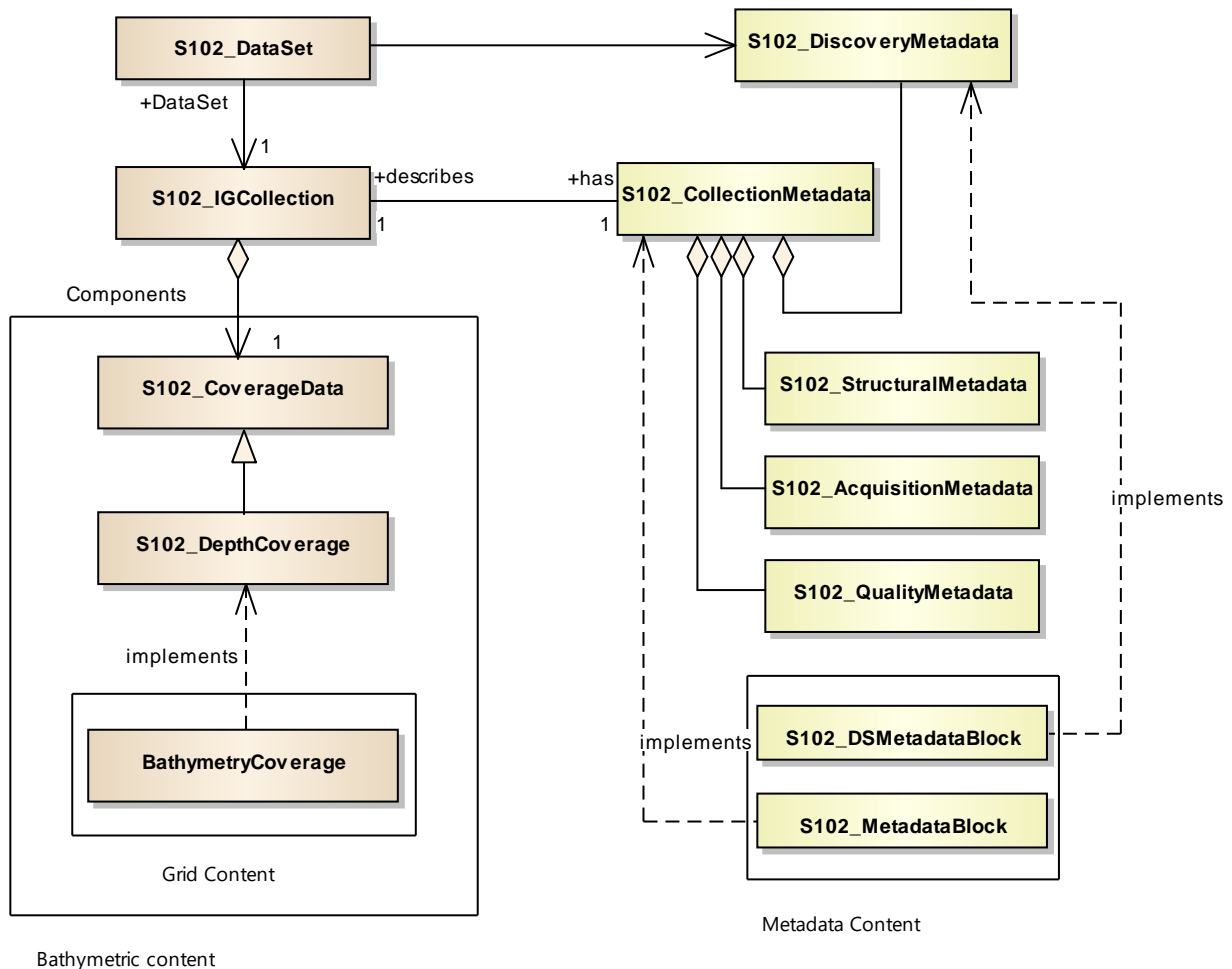 S102_DataSet
S102_DiscoveryMetadata
+DataSet
1
S102_IGCollection
+describes
+has
S102_CollectionMetadata
1
1
Components
1
S102_CoverageData
S102_StructuralMetadata
S102_AcquisitionMetadata
implements
S102_DepthCoverage
S102_QualityMetadata
implements
BathymetryCoverage
implements
S102_DSMetadataBlock
S102_MetadataBlock
Grid Content
Metadata Content
Bathymetric content